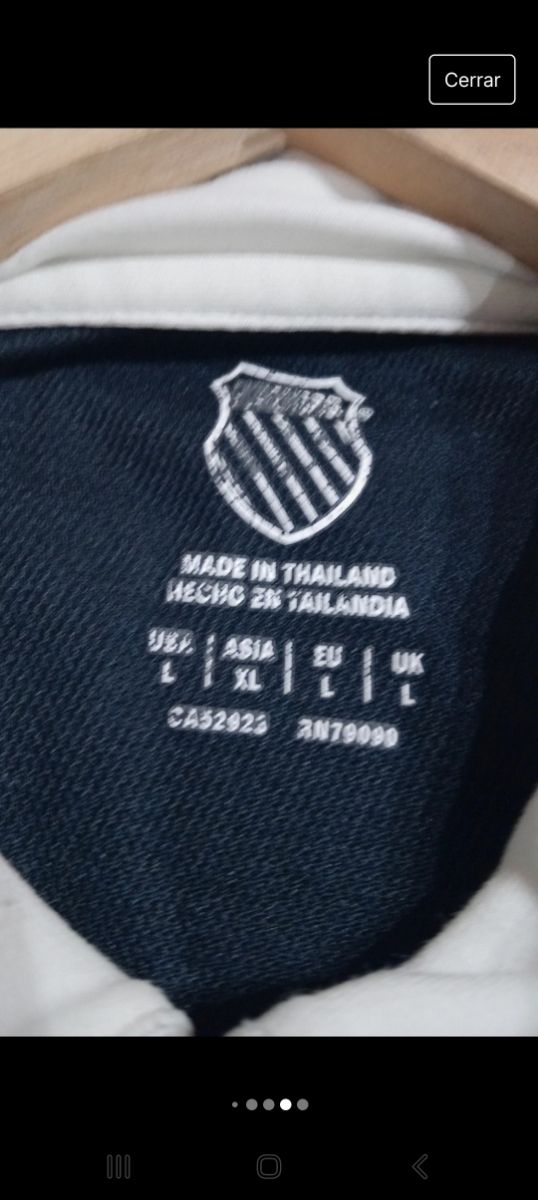 Cerrar
MADE IN THAILAND
HECHO EN TAILANDIA
USA | ASIA | EU | UK
L | XL | L | L
CA52923 RN79090